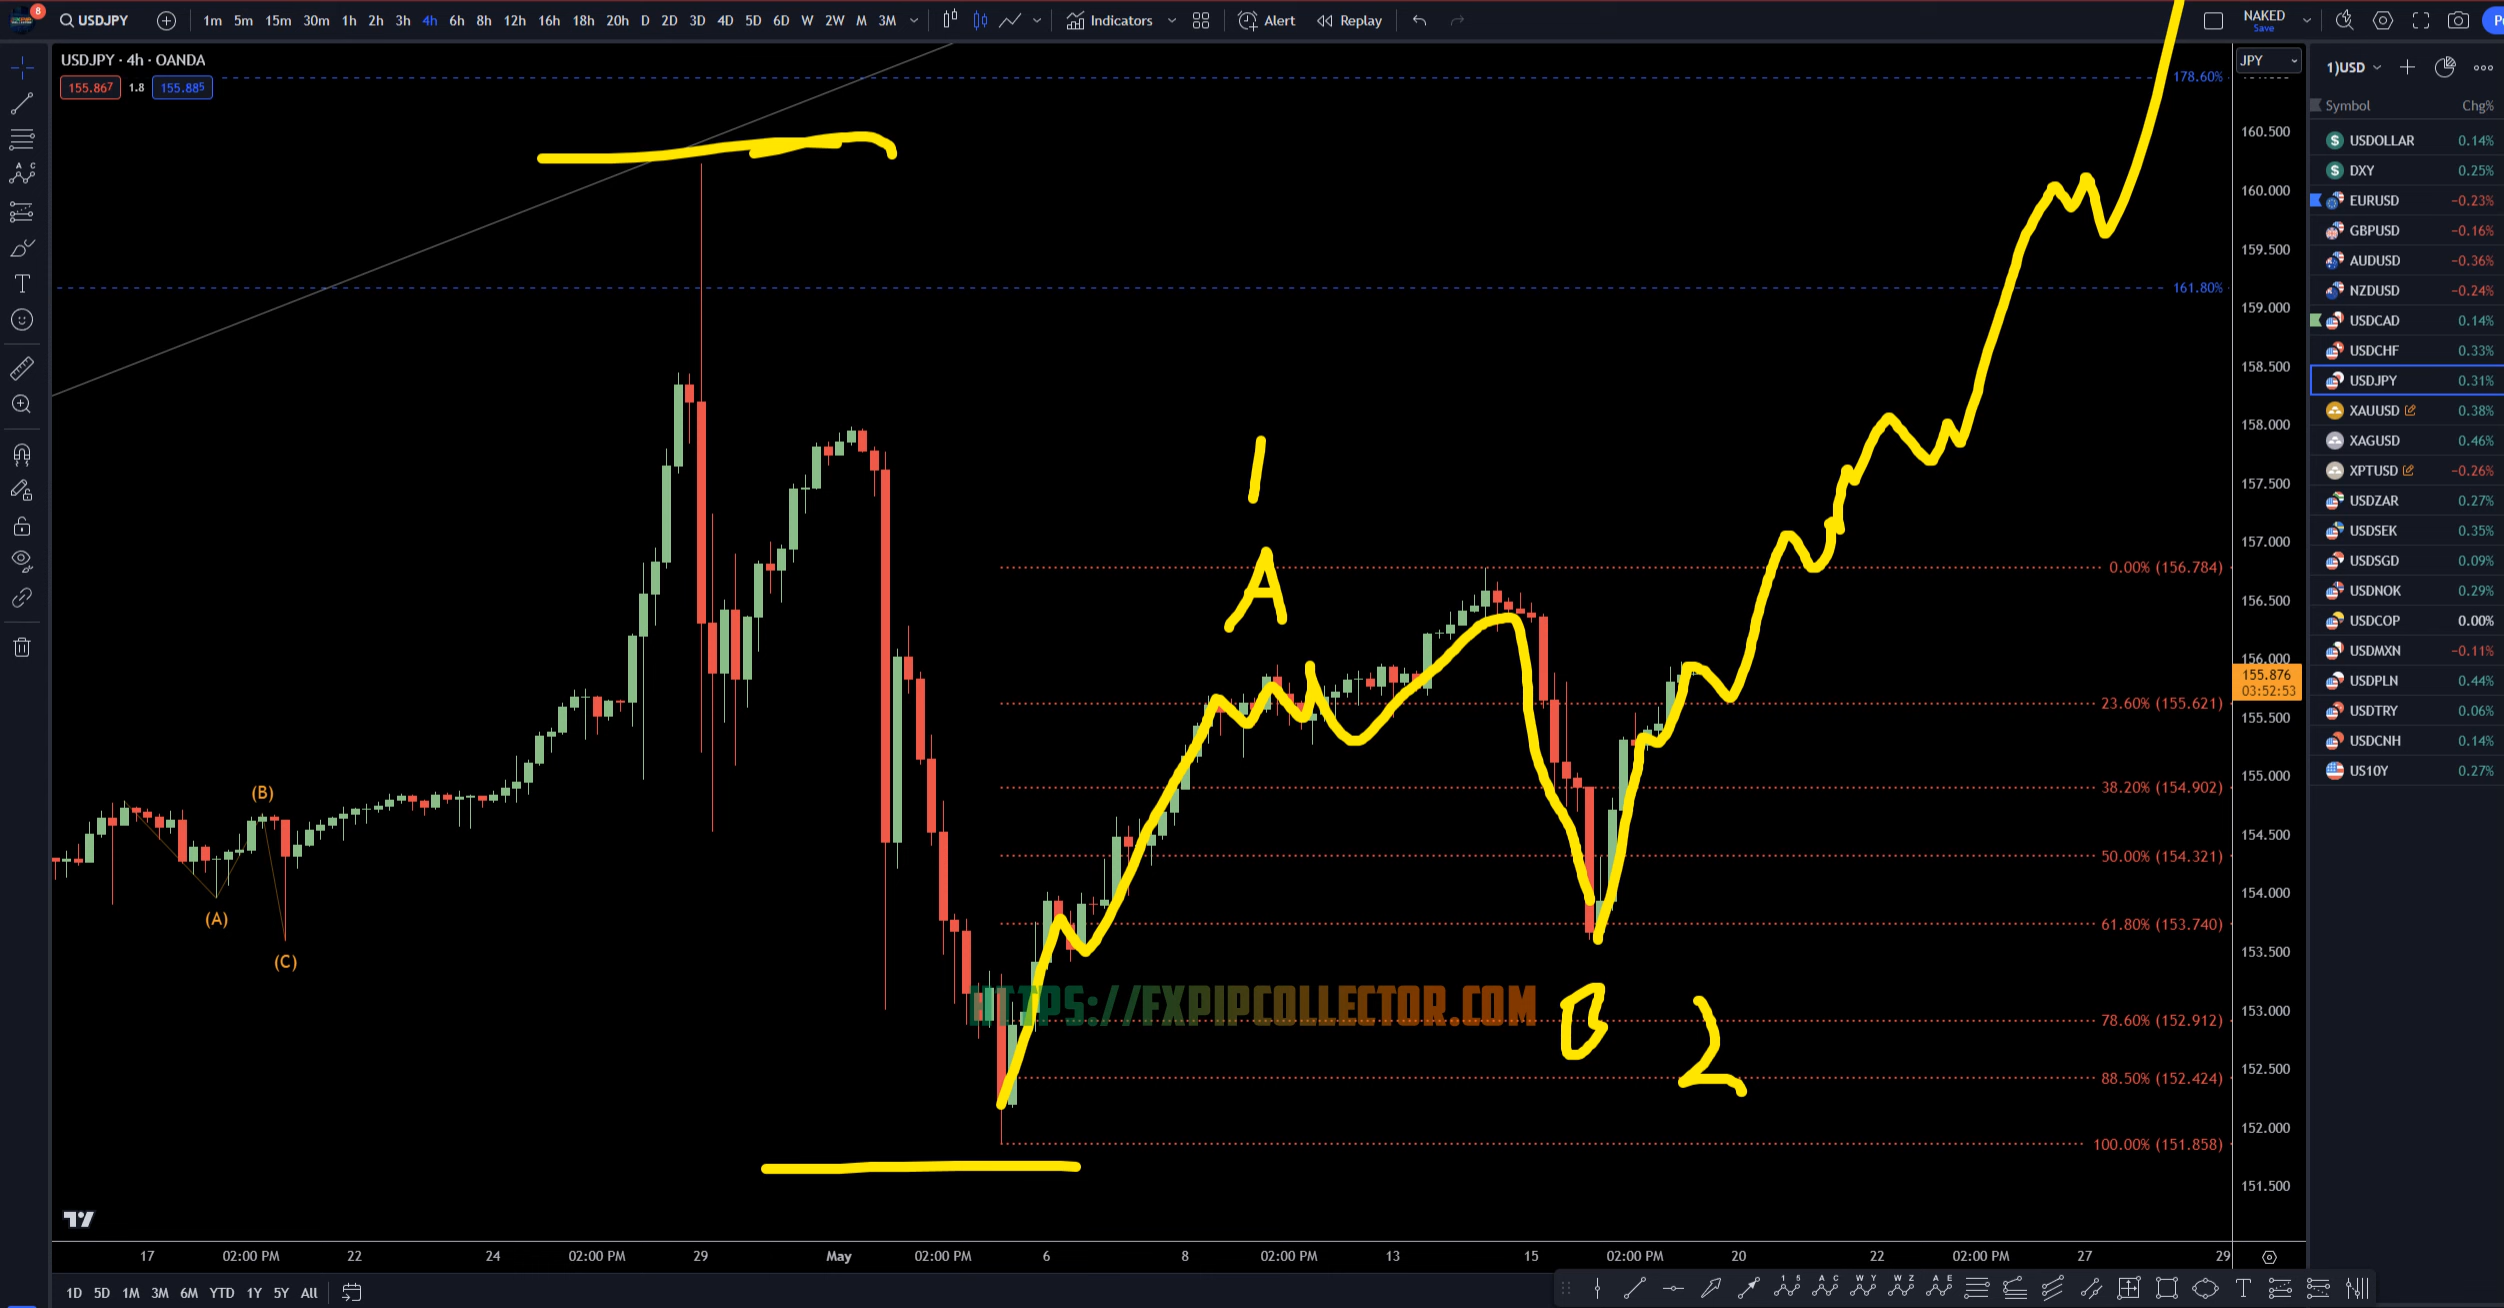 8 USDJPY 1m 5m 15m 30m 1h 2h 3h 4h 6h 8h 12h 16h 18h 20h D 2D 3D 4D 5D 6D W 2W M 3M Indicators Alert Replay NAKED
Save
USDJPY · 4h · OANDA
155.867 1.8 155.885
JPY
1)USD
Symbol Chg%
USDOLLAR 0.14%
DXY 0.25%
EURUSD −0.23%
GBPUSD −0.16%
AUDUSD −0.36%
NZDUSD −0.24%
USDCAD 0.14%
USDCHF 0.33%
USDJPY 0.31%
XAUUSD 0.38%
XAGUSD 0.46%
XPTUSD −0.26%
USDZAR 0.27%
USDSEK 0.35%
USDSGD 0.09%
USDNOK 0.29%
USDCOP 0.00%
USDMXN −0.11%
USDPLN 0.44%
USDTRY 0.06%
USDCNH 0.14%
US10Y 0.27%
178.60%
161.80%
0.00% (156.784)
23.60% (155.621)
38.20% (154.902)
50.00% (154.321)
61.80% (153.740)
78.60% (152.912)
88.50% (152.424)
100.00% (151.858)
160.500
160.000
159.500
159.000
158.500
158.000
157.500
157.000
156.500
156.000
155.876
03:52:53
155.500
155.000
154.500
154.000
153.500
153.000
152.500
152.000
151.500
1
A
(B)
(A)
(C)
HTTPS://FXPIPCOLLECTOR.COM
B
2
17 02:00 PM 22 24 02:00 PM 29 May 02:00 PM 6 8 02:00 PM 13 15 02:00 PM 20 22 02:00 PM 27 29
1D 5D 1M 3M 6M YTD 1Y 5Y All